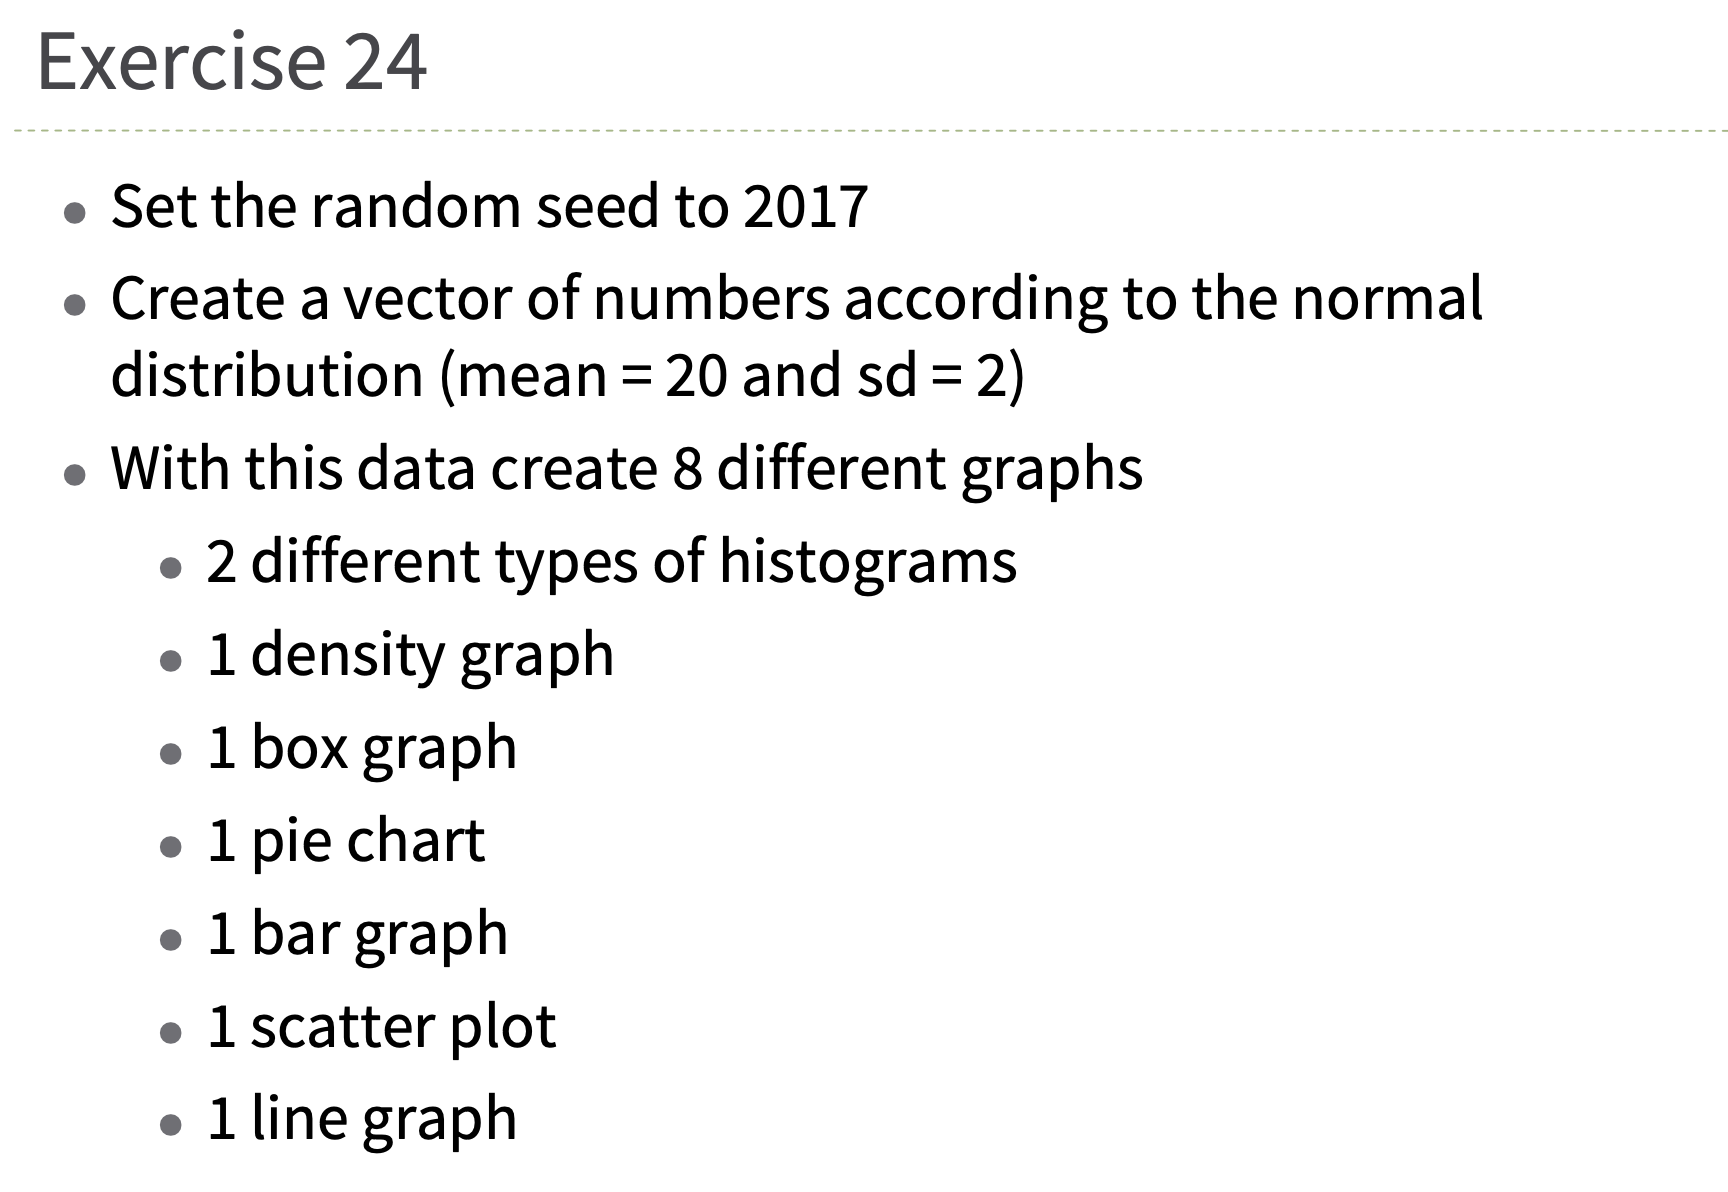 Exercise 24
• Set the random seed to 2017
• Create a vector of numbers according to the normal
distribution (mean = 20 and sd = 2)
• With this data create 8 different graphs
• 2 different types of histograms
• 1 density graph
• 1 box graph
• 1 pie chart
• 1 bar graph
• 1 scatter plot
• 1 line graph